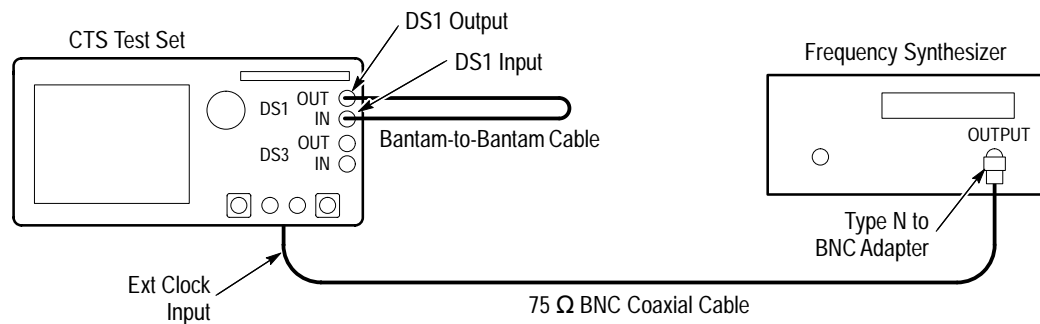 DS1 Output
CTS Test Set
DS1 Input
Frequency Synthesizer
DS1
OUT
IN
DS3
OUT
IN
Bantam-to-Bantam Cable
OUTPUT
Type N to
BNC Adapter
Ext Clock
Input
75 Ω BNC Coaxial Cable